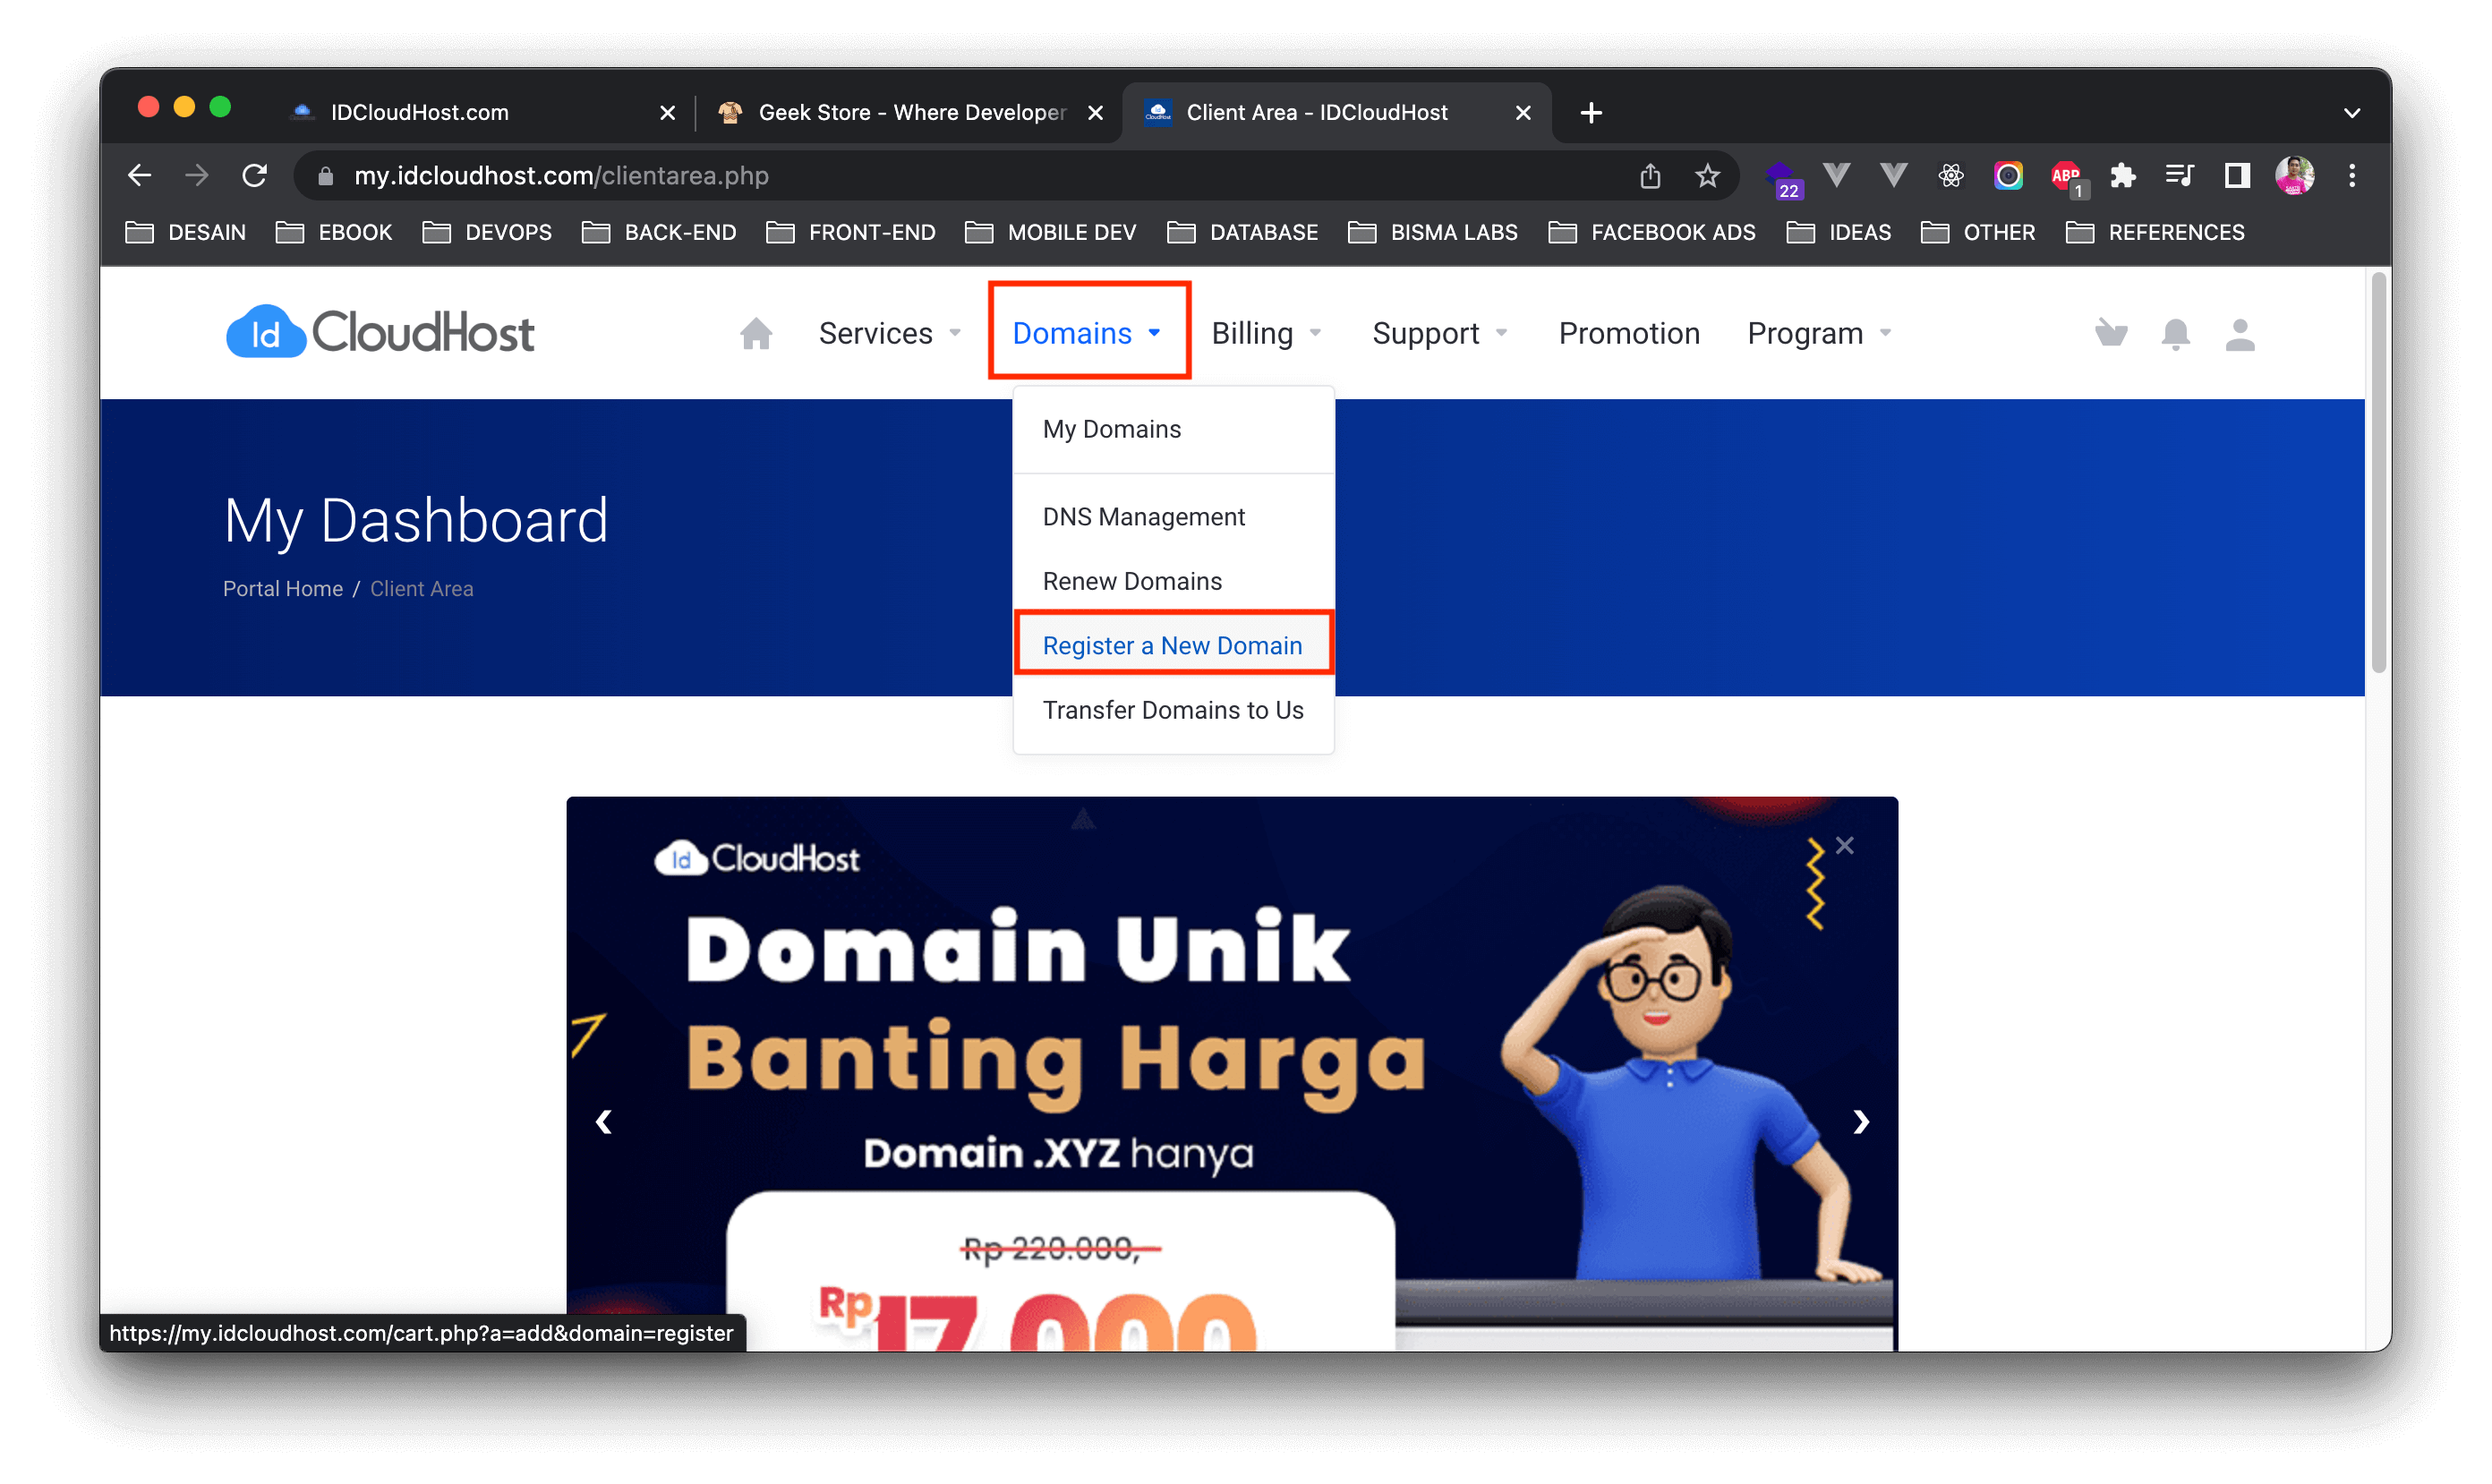 IDCloudHost.com
Geek Store - Where Developer
Client Area - IDCloudHost
my.idcloudhost.com/clientarea.php
22
ABP
1
DESAIN
EBOOK
DEVOPS
BACK-END
FRONT-END
MOBILE DEV
DATABASE
BISMA LABS
FACEBOOK ADS
IDEAS
OTHER
REFERENCES
Id CloudHost
Services
Domains
Billing
Support
Promotion
Program
My Domains
DNS Management
Renew Domains
Register a New Domain
Transfer Domains to Us
My Dashboard
Portal Home / Client Area
Id CloudHost
Domain Unik
Banting Harga
Domain .XYZ hanya
Rp 220.000,-
Rp 17.000
https://my.idcloudhost.com/cart.php?a=add&domain=register